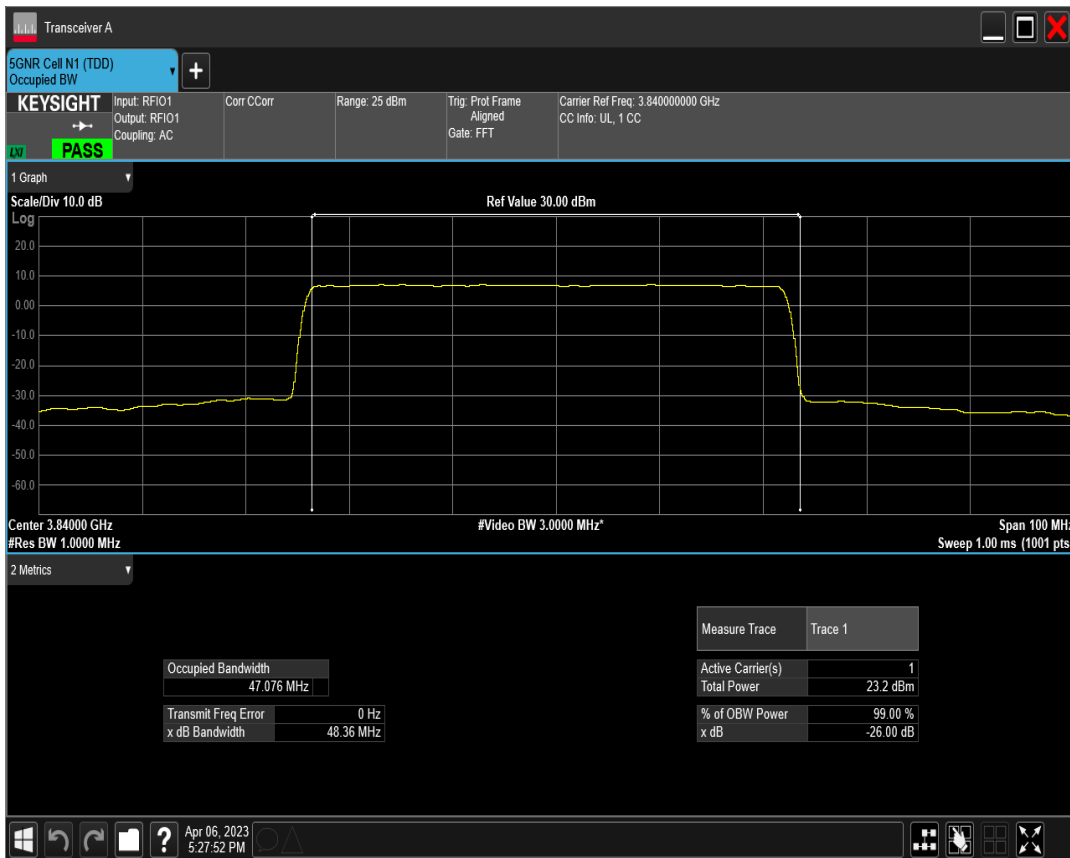 Transceiver A
5GNR Cell N1 (TDD)
Occupied BW
+
KEYSIGHT
LXI
PASS
Input: RFIO1
Output: RFIO1
Coupling: AC
Corr CCorr
Range: 25 dBm
Trig: Prot Frame
Aligned
Gate: FFT
Carrier Ref Freq: 3.840000000 GHz
CC Info: UL, 1 CC
1 Graph
Scale/Div 10.0 dB
Ref Value 30.00 dBm
Log
20.0
10.0
0.00
-10.0
-20.0
-30.0
-40.0
-50.0
-60.0
Center 3.84000 GHz
#Video BW 3.0000 MHz*
Span 100 MHz
#Res BW 1.0000 MHz
Sweep 1.00 ms (1001 pts
2 Metrics
Measure Trace Trace 1
Occupied Bandwidth
47.076 MHz
Active Carrier(s) 1
Total Power 23.2 dBm
Transmit Freq Error 0 Hz
x dB Bandwidth 48.36 MHz
% of OBW Power 99.00 %
x dB -26.00 dB
?
Apr 06, 2023
5:27:52 PM